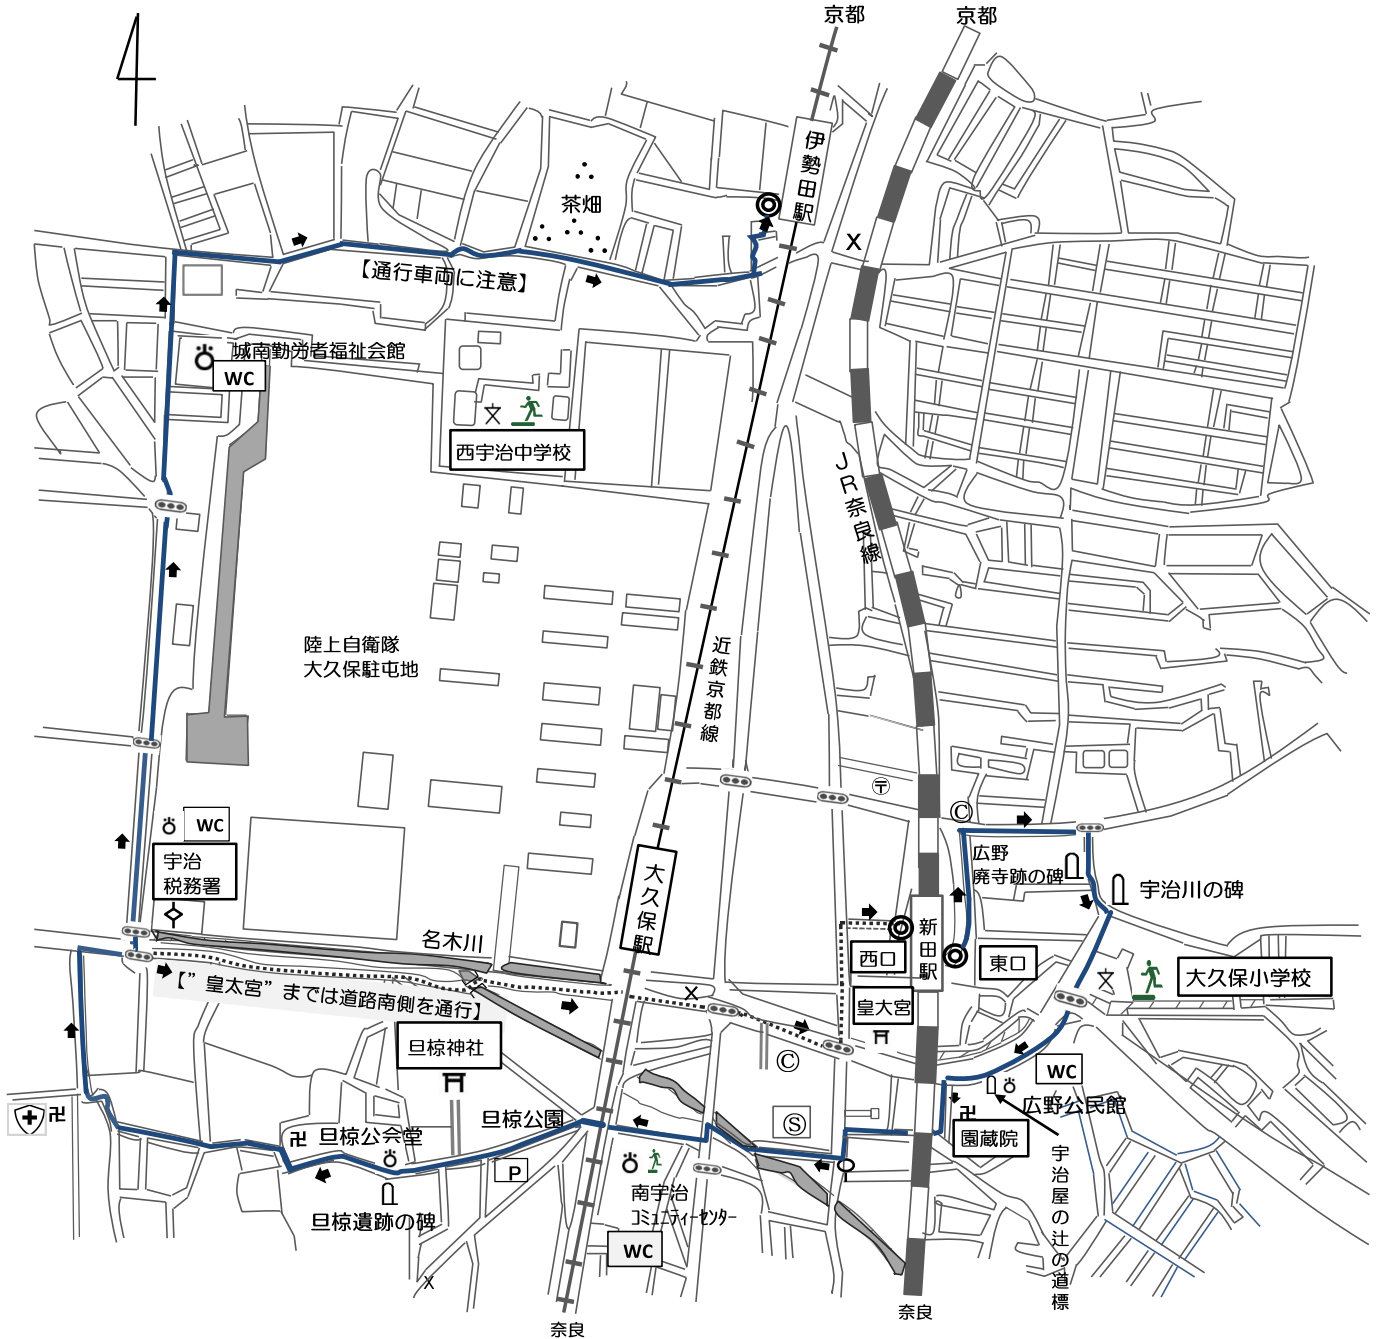 京都
京都
伊勢田駅
茶畑
X
【通行車両に注意】
城南勤労者福祉会館
WC
文
西宇治中学校
JR奈良線
陸上自衛隊
大久保駐屯地
近鉄京都線
〒
Ⓒ
WC
宇治
税務署
広野
廃寺跡の碑
宇治川の碑
大久保駅
新田駅
名木川
西口
東口
文
大久保小学校
【”皇太宮”までは道路南側を通行】
X
皇大宮
旦椋神社
Ⓒ
WC
広野公民館
卍
卍
園蔵院
旦椋公園
Ⓢ
卍
旦椋公会堂
P
宇治屋の辻の道標
南宇治
コミュニティーセンター
旦椋遺跡の碑
WC
X
奈良
奈良